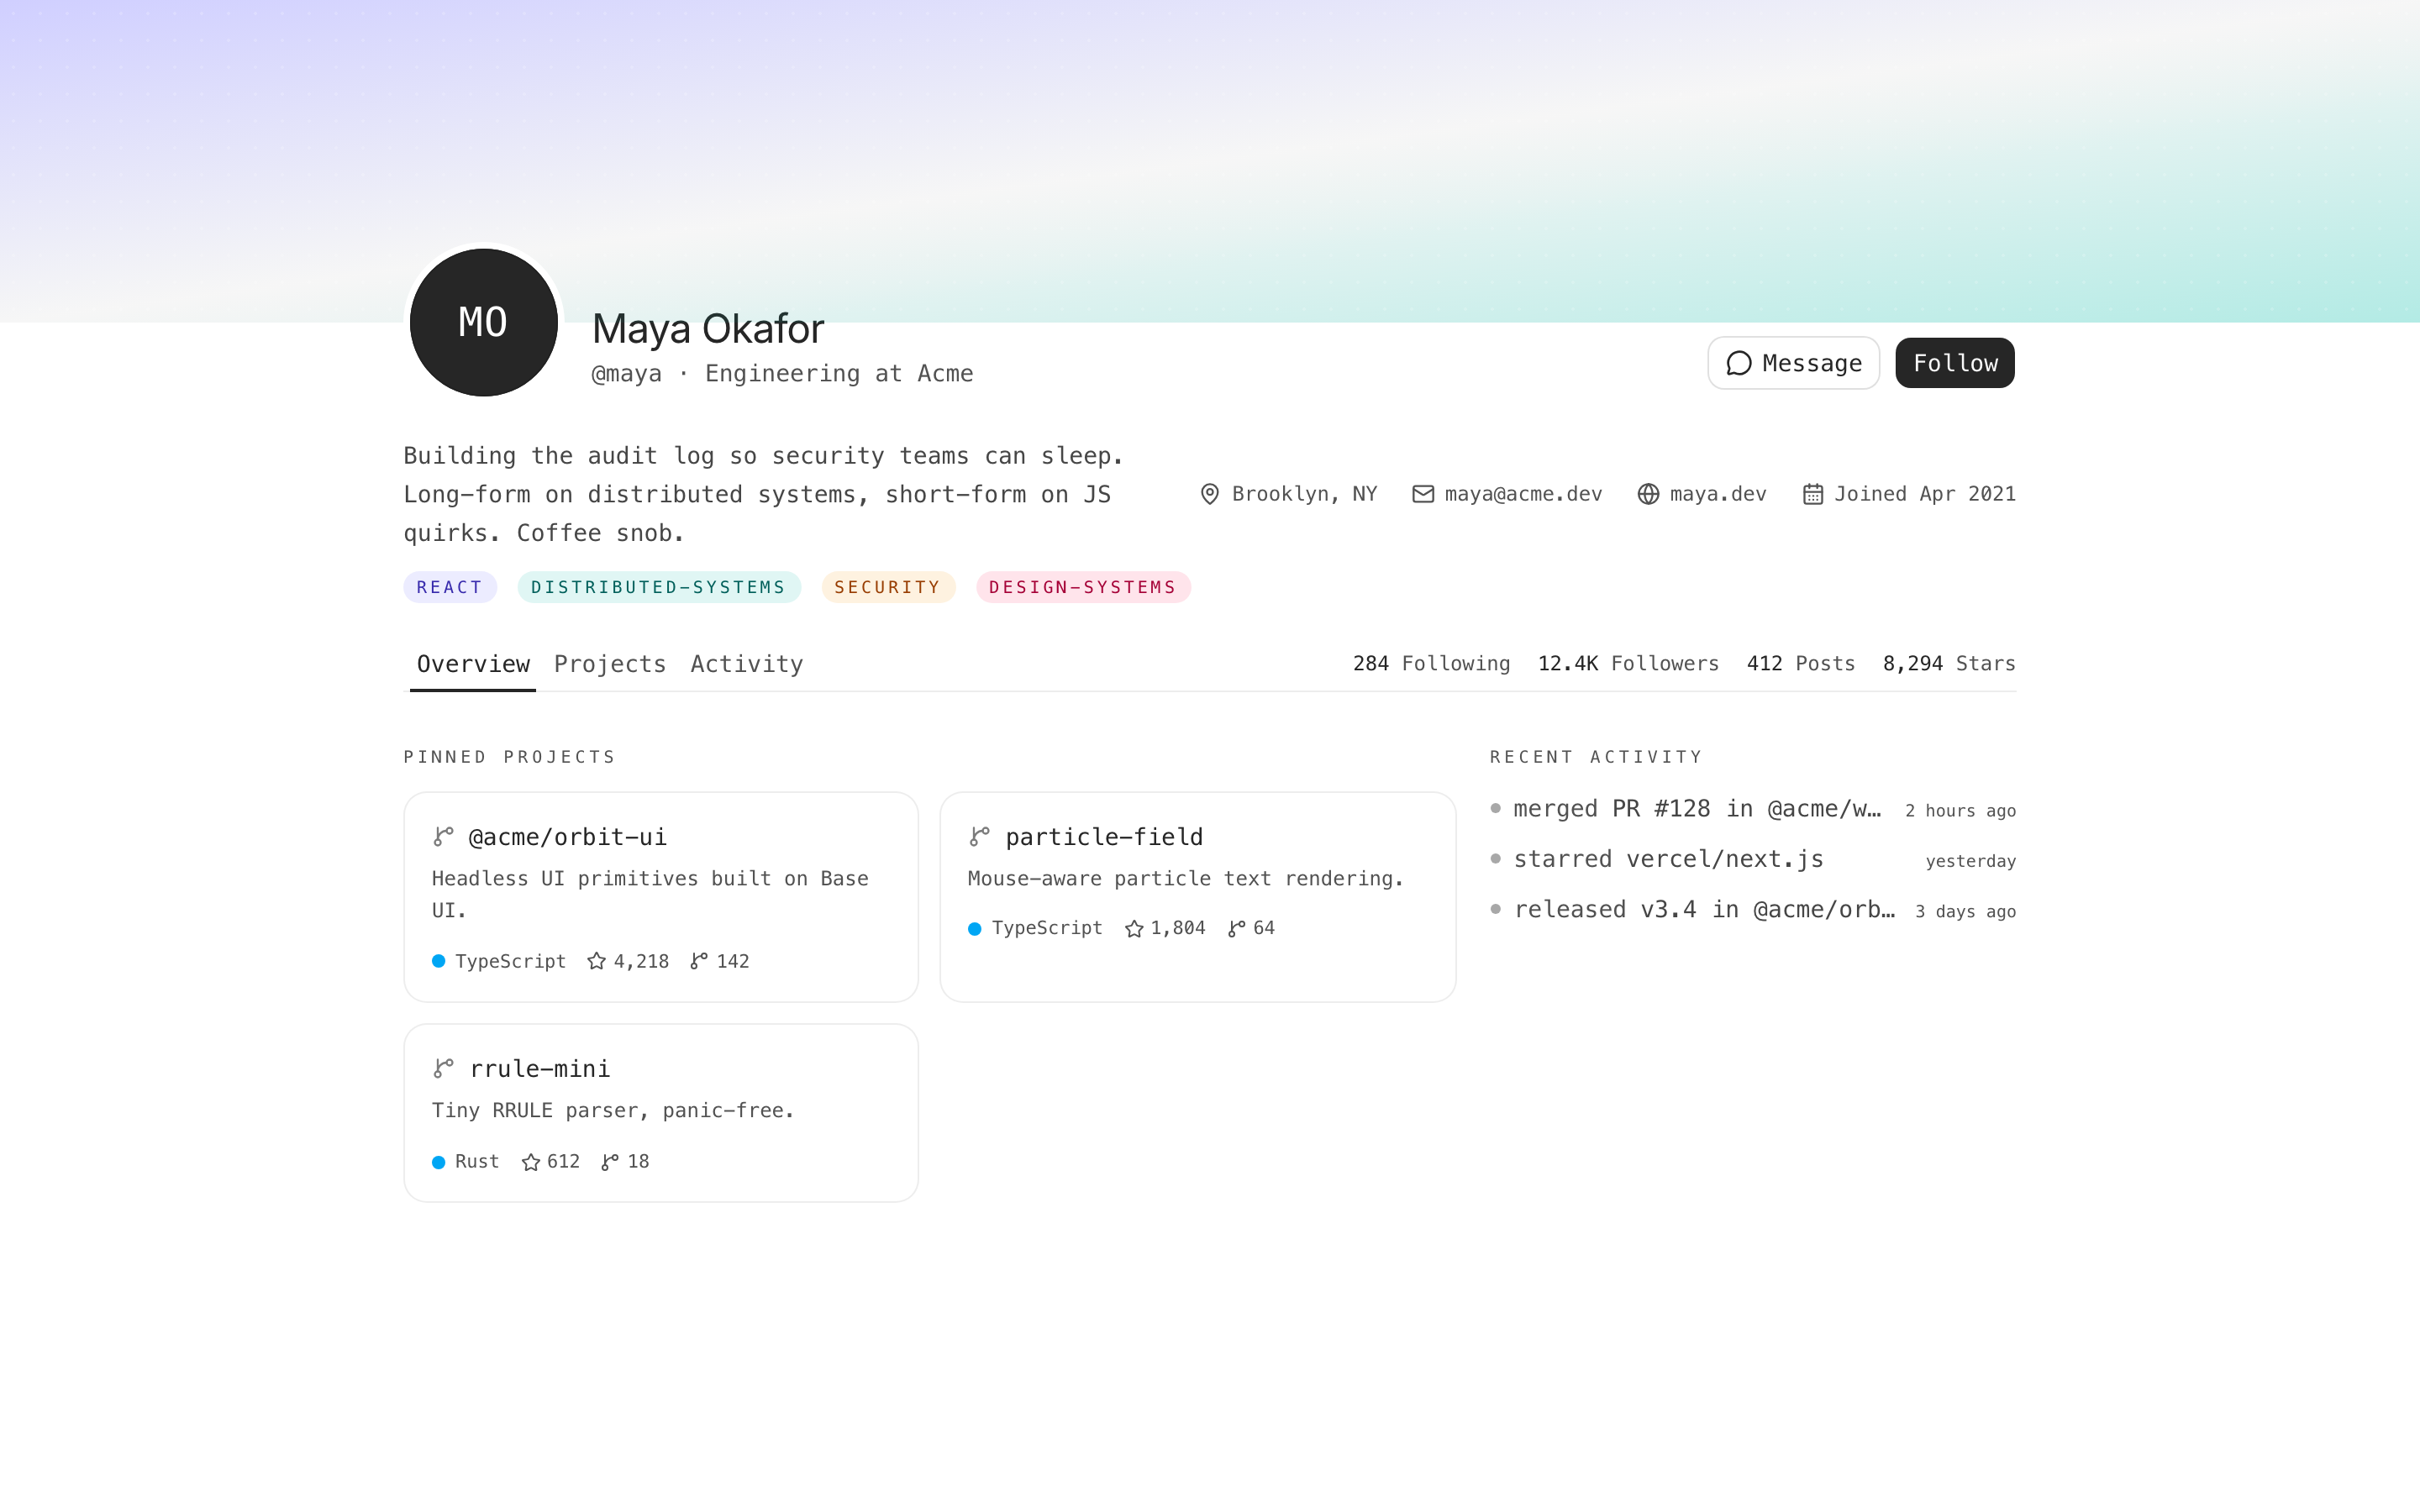 MO
Maya Okafor
@maya · Engineering at Acme
Message
Follow
Building the audit log so security teams can sleep.
Long-form on distributed systems, short-form on JS
quirks. Coffee snob.
Brooklyn, NY
maya@acme.dev
maya.dev
Joined Apr 2021
REACT
DISTRIBUTED-SYSTEMS
SECURITY
DESIGN-SYSTEMS
Overview
Projects
Activity
284 Following
12.4K Followers
412 Posts
8,294 Stars
PINNED PROJECTS
@acme/orbit-ui
Headless UI primitives built on Base
UI.
TypeScript 4,218 142
particle-field
Mouse-aware particle text rendering.
TypeScript 1,804 64
rrule-mini
Tiny RRULE parser, panic-free.
Rust 612 18
RECENT ACTIVITY
merged PR #128 in @acme/w… 2 hours ago
starred vercel/next.js yesterday
released v3.4 in @acme/orb… 3 days ago